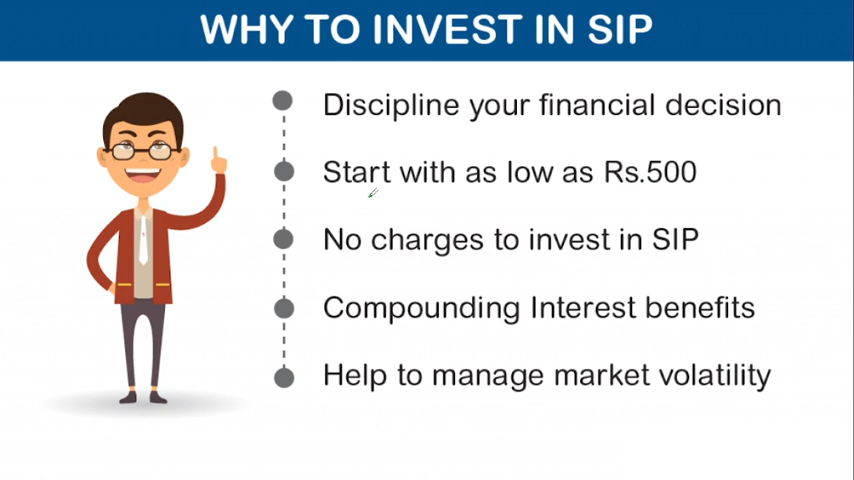 WHY TO INVEST IN SIP
Discipline your financial decision
Start with as low as Rs.500
No charges to invest in SIP
Compounding Interest benefits
Help to manage market volatility